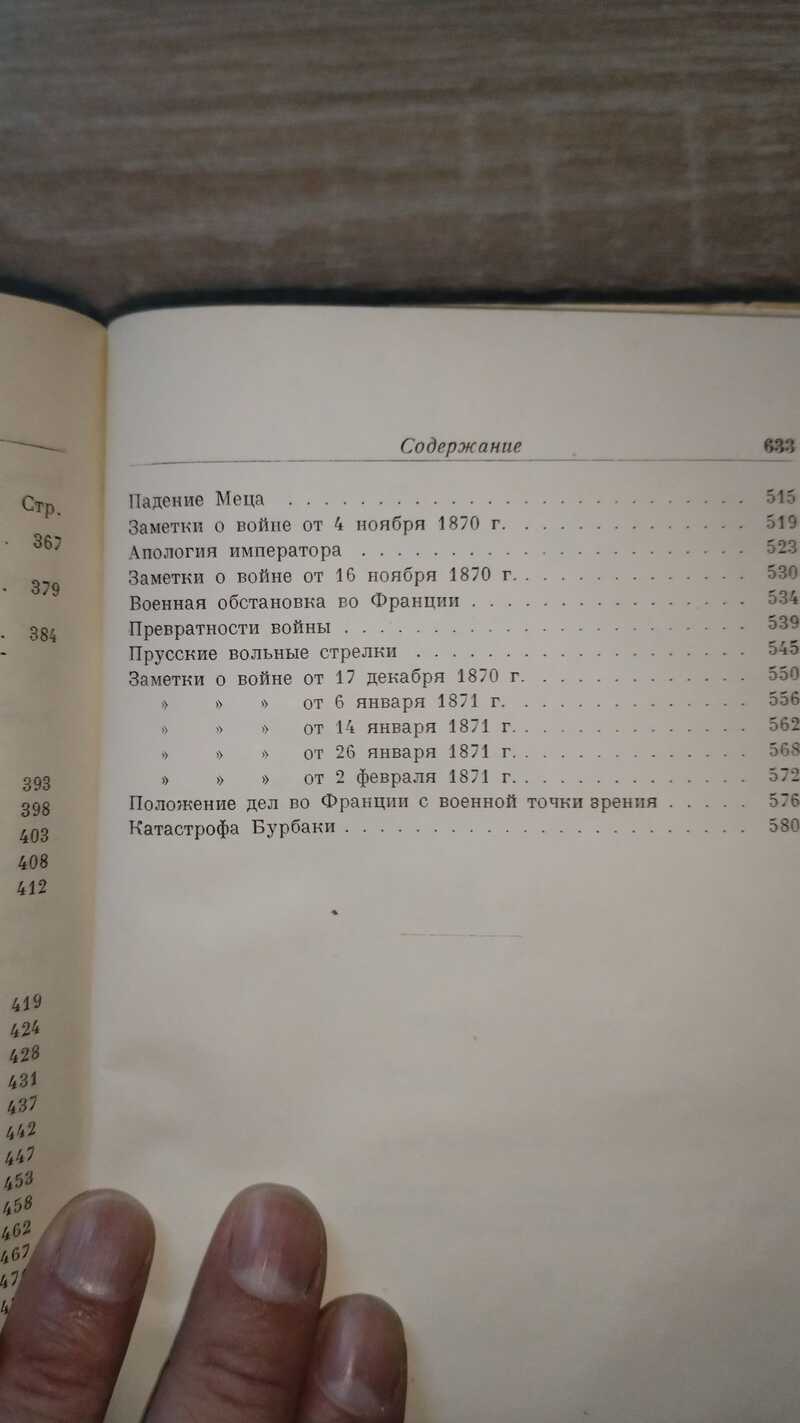 Стр.
367
379
384
393
398
403
408
412
419
424
428
431
437
442
447
453
458
462
467
Содержание 633
Падение Меца . . . . . . . . . . . . . . . . . . . . . . . . . . 515
Заметки о войне от 4 ноября 1870 г. . . . . . . . . . . . . . . 519
Апология императора . . . . . . . . . . . . . . . . . . . . . . 523
Заметки о войне от 16 ноября 1870 г. . . . . . . . . . . . . . 530
Военная обстановка во Франции . . . . . . . . . . . . . . . . 534
Превратности войны . . . . . . . . . . . . . . . . . . . . . . . 539
Прусские вольные стрелки . . . . . . . . . . . . . . . . . . . 545
Заметки о войне от 17 декабря 1870 г. . . . . . . . . . . . . . 550
» » » от 6 января 1871 г. . . . . . . . . . . . . . . 556
» » » от 14 января 1871 г. . . . . . . . . . . . . . 562
» » » от 26 января 1871 г. . . . . . . . . . . . . . 568
» » » от 2 февраля 1871 г. . . . . . . . . . . . . . 572
Положение дел во Франции с военной точки зрения . . . . . 576
Катастрофа Бурбаки . . . . . . . . . . . . . . . . . . . . . . . 580